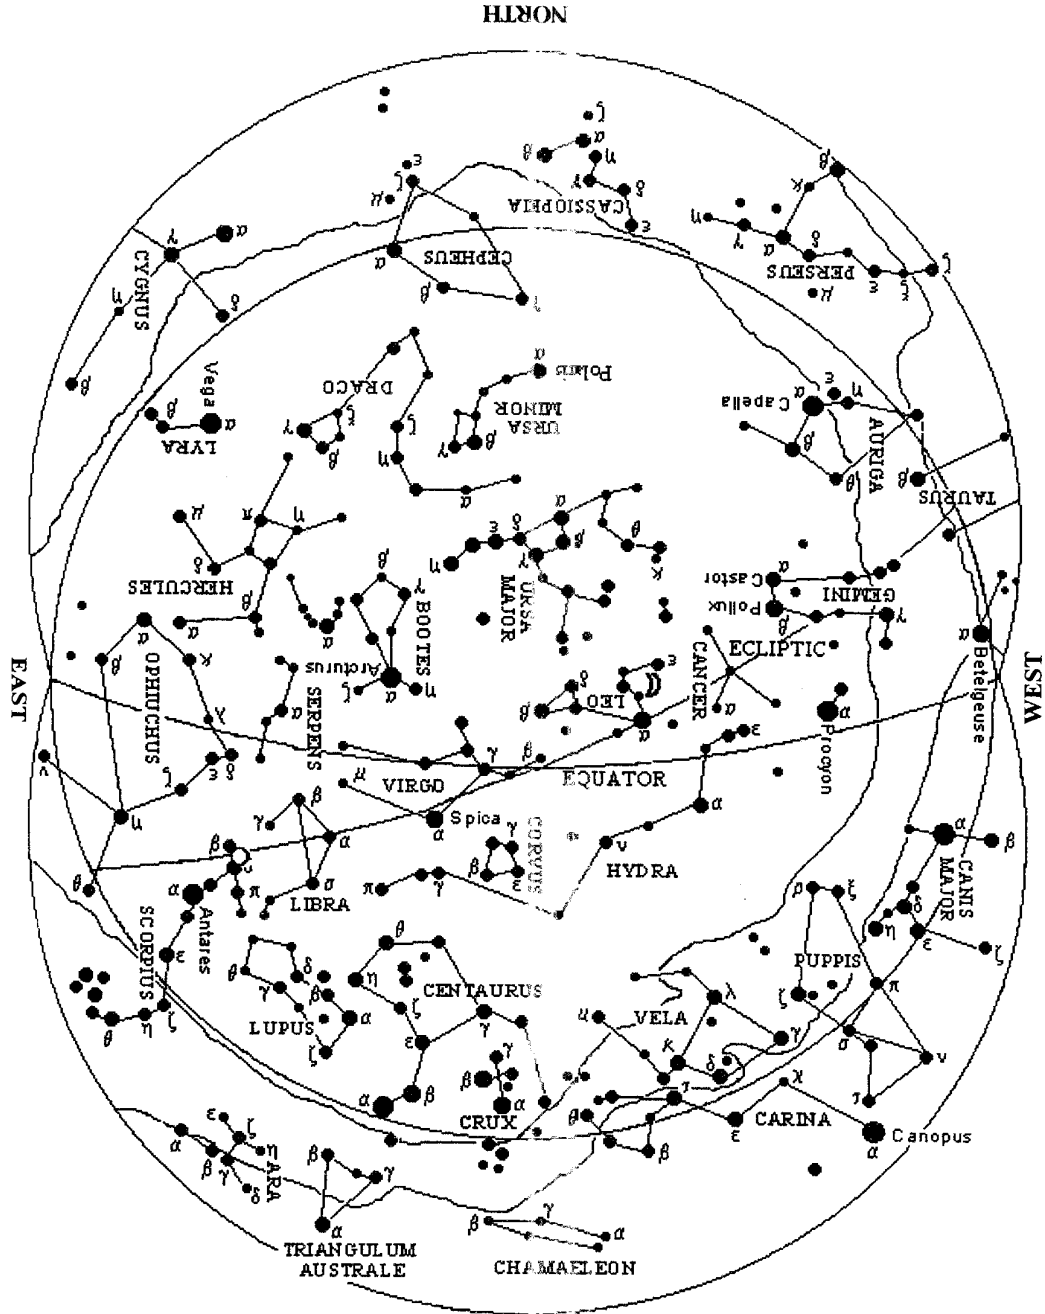 NORTH
ζ
α
β
η
γ
δ
CASSIOPEIA
ε
β
κ
η
γ
α
δ
PERSEUS
ε
ξ
ζ
μ
ε
ζ
μ
α
CEPHEUS
β
γ
α
γ
CYGNUS
η
δ
β
Vega
α
β
LYRA
DRACO
ξ
γ
β
ζ
η
α
α
Polaris
URSA
MINOR
γ
β
ε
η
α
Capella
β
θ
AURIGA
β
TAURUS
μ
π
η
δ
HERCULES
β
α
α
β
γ
BOOTES
Arcturus
ζ
α
η
α
β
γ
δ
ε
η
URSA
MAJOR
θ
κ
α
Castor
Pollux
β
GEMINI
γ
ECLIPTIC
α
Betelgeuse
EAST
WEST
α
β
κ
OPHUCHUS
λ
ν
ζ
ε
δ
η
θ
α
SERPENS
CANCER
α
ε
δ
LEO
β
α
α
Procyon
ε
μ
VIRGO
γ
β
EQUATOR
α
Spica
α
ν
HYDRA
CORVUS
γ
β
ε
π
γ
β
γ
α
σ
LIBRA
β
ν
π
α
Antares
SCORPIUS
ε
ζ
η
θ
α
β
CANIS
MAJOR
δ
η
ε
ζ
ρ
ξ
PUPPIS
ζ
π
σ
ν
τ
θ
δ
γ
β
α
ζ
LUPUS
θ
η
CENTAURUS
ζ
γ
ε
α
β
γ
β
α
CRUX
μ
VELA
λ
κ
δ
γ
χ
ε
CARINA
θ
β
Canopus
α
ε
α
ζ
η
β
γ
δ
ARA
β
γ
α
TRIANGULUM
AUSTRALE
β
γ
α
CHAMAELEON